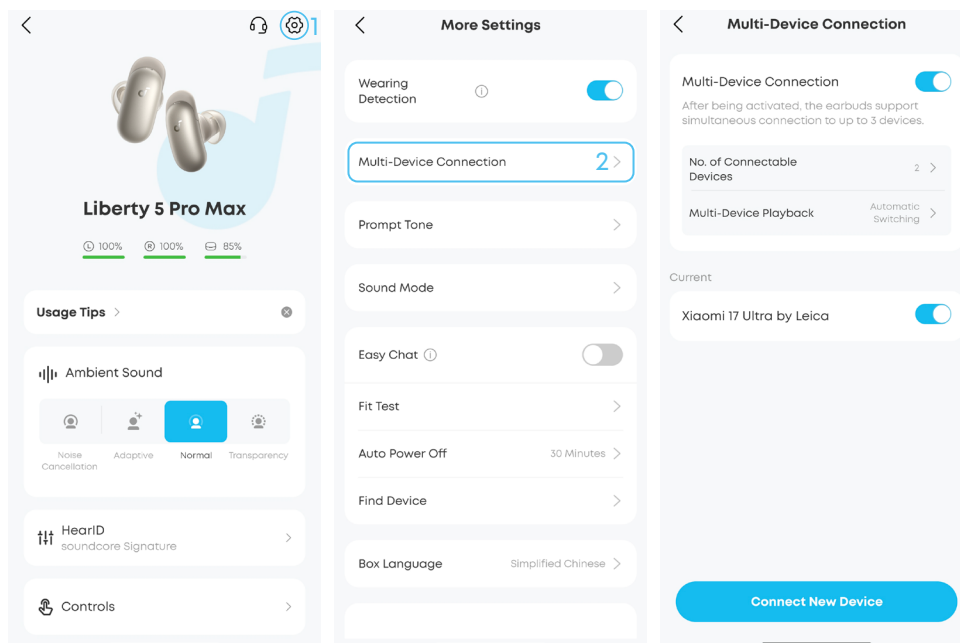 1
Liberty 5 Pro Max
L 100%
R 100%
85%
Usage Tips
Ambient Sound
Noise
Cancellation
Adaptive
Normal
Transparency
HearID
soundcore Signature
Controls
More Settings
Wearing
Detection
Multi-Device Connection
2
Prompt Tone
Sound Mode
Easy Chat
Fit Test
Auto Power Off
30 Minutes
Find Device
Box Language
Simplified Chinese
Multi-Device Connection
Multi-Device Connection
After being activated, the earbuds support
simultaneous connection to up to 3 devices.
No. of Connectable
Devices
2
Multi-Device Playback
Automatic
Switching
Current
Xiaomi 17 Ultra by Leica
Connect New Device